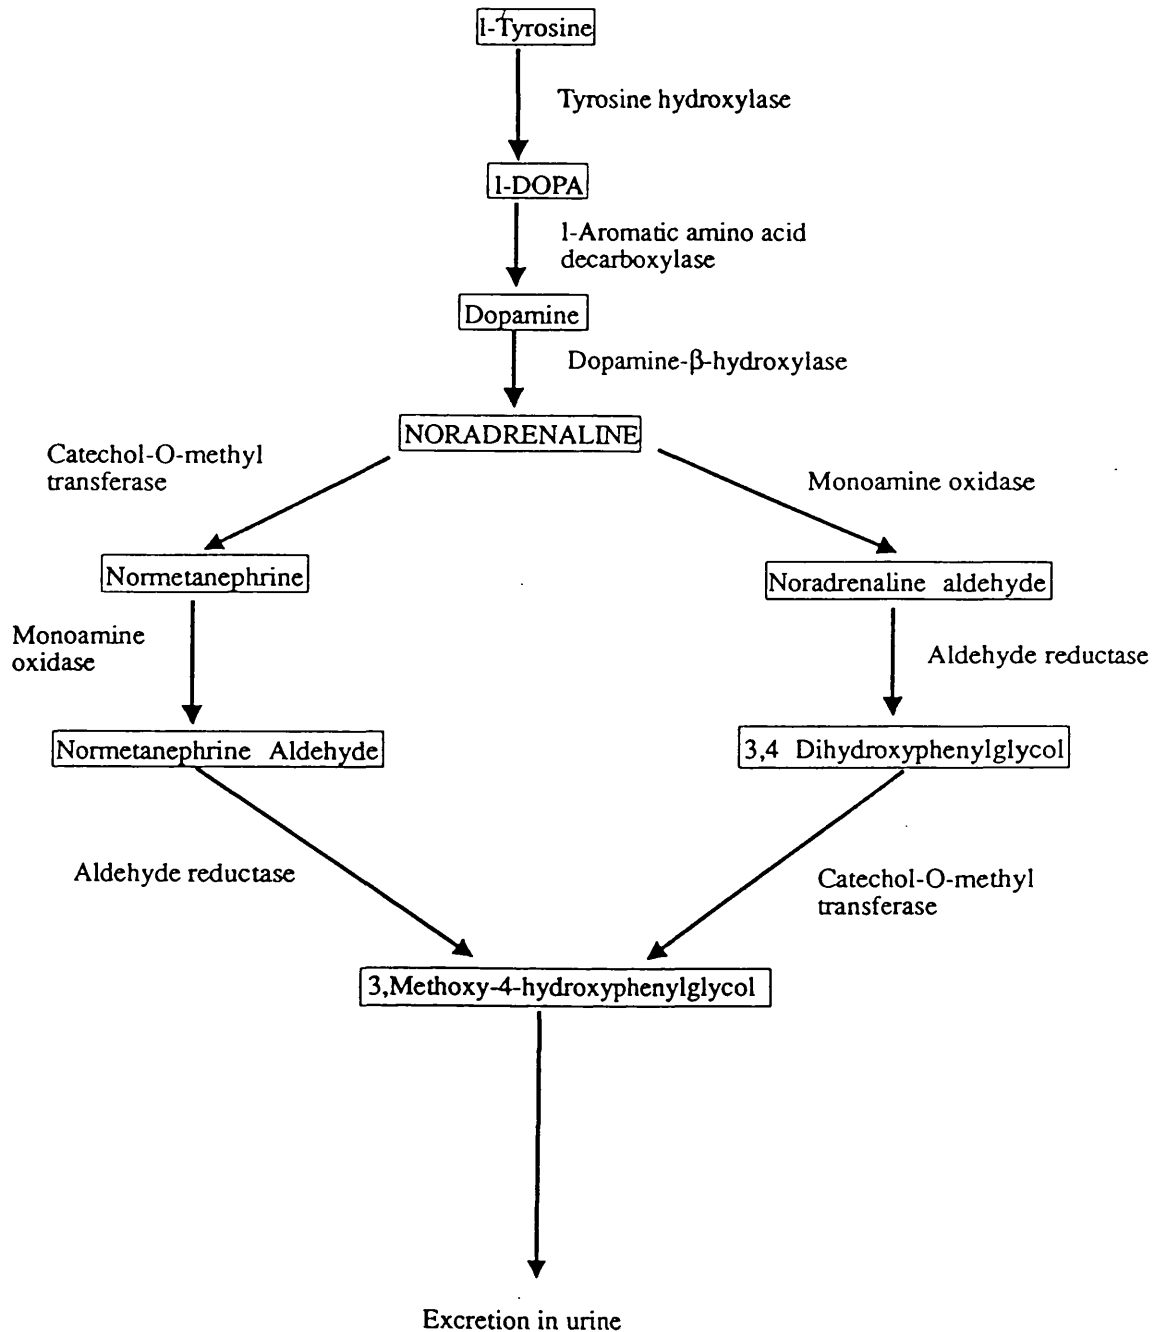 l-Tyrosine
Tyrosine hydroxylase
l-DOPA
l-Aromatic amino acid
decarboxylase
Dopamine
Dopamine-β-hydroxylase
NORADRENALINE
Catechol-O-methyl
transferase
Monoamine oxidase
Normetanephrine
Noradrenaline aldehyde
Monoamine
oxidase
Aldehyde reductase
Normetanephrine Aldehyde
3,4 Dihydroxyphenylglycol
Aldehyde reductase
Catechol-O-methyl
transferase
3,Methoxy-4-hydroxyphenylglycol
Excretion in urine